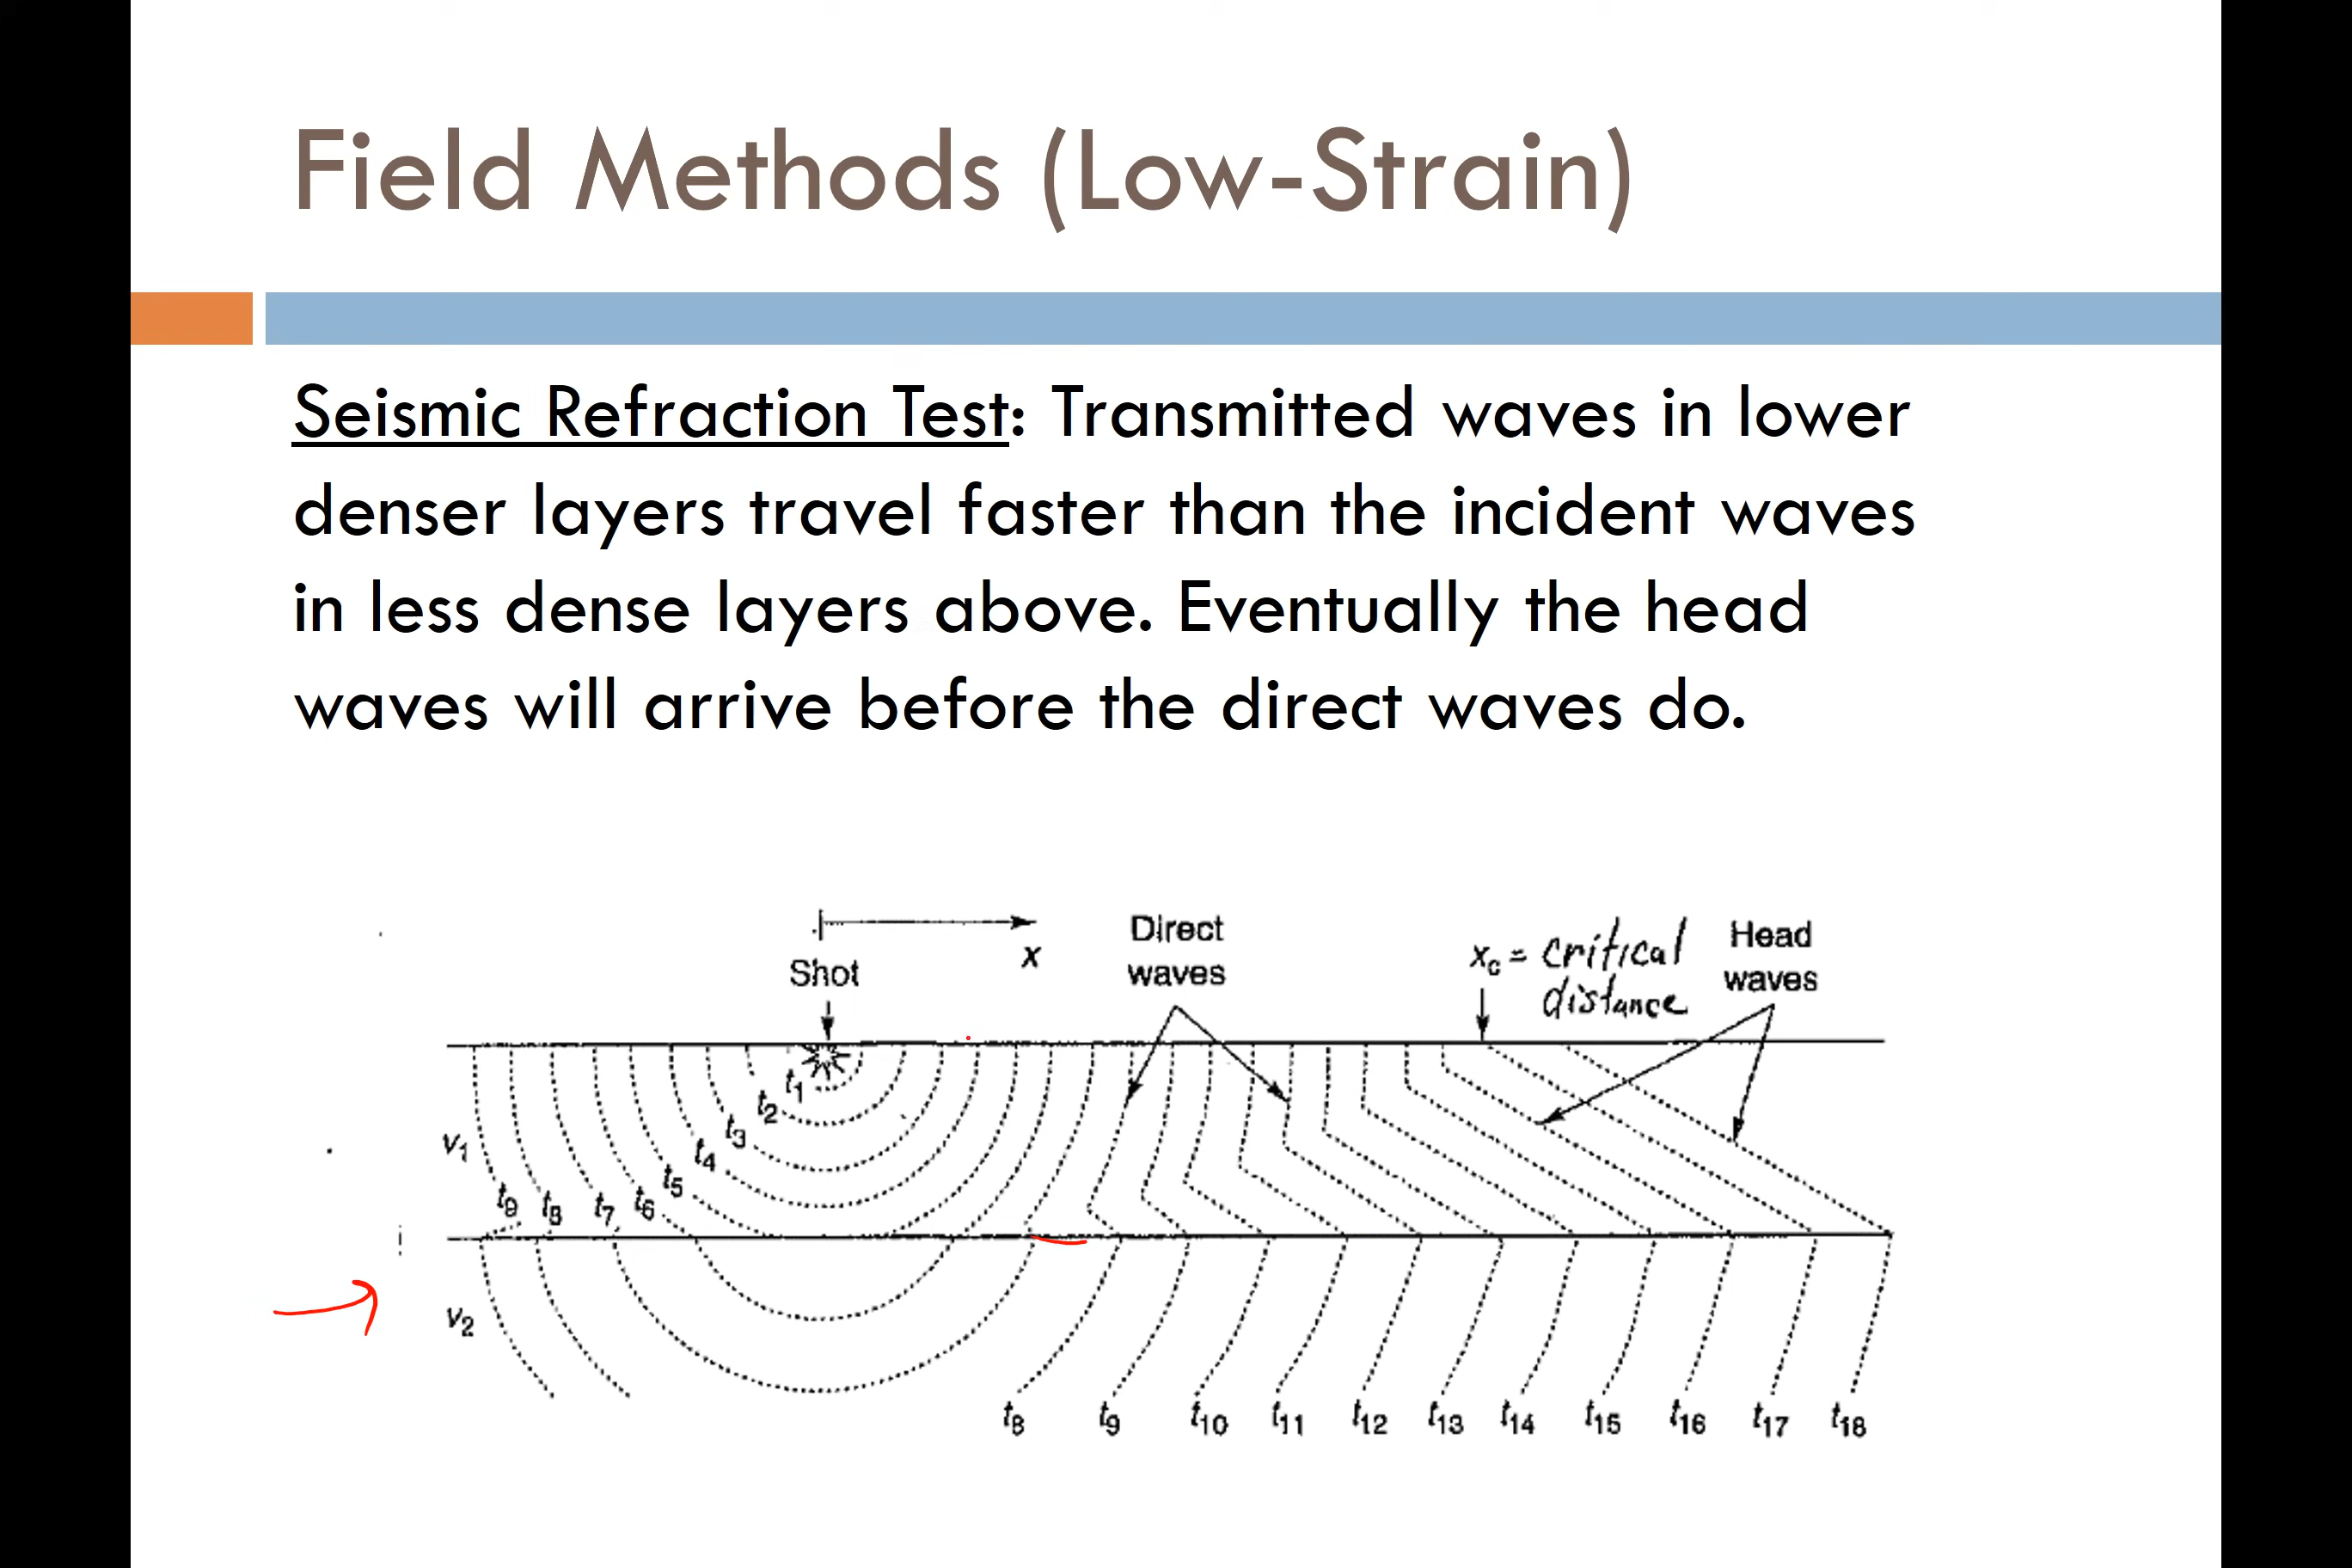 Field Methods (Low-Strain)
Seismic Refraction Test: Transmitted waves in lower
denser layers travel faster than the incident waves
in less dense layers above. Eventually the head
waves will arrive before the direct waves do.
x
Shot
Direct
waves
x_c = critical
distance
Head
waves
t1
t2
t3
t4
t5
t6
t7
t8
t9
v1
v2
t8 t9 t10 t11 t12 t13 t14 t15 t16 t17 t18